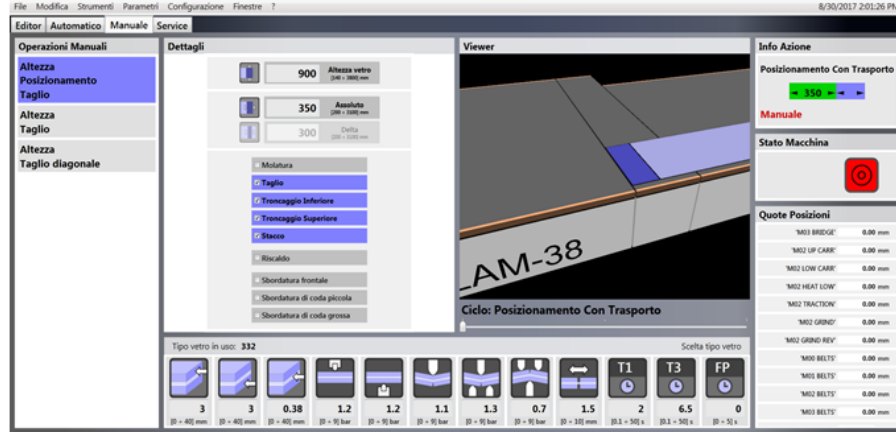 File Modifica Strumenti Parametri Configurazione Finestre ?
8/30/2017 2:01:26 PM
Editor Automatico Manuale Service
Operazioni Manuali
Altezza
Posizionamento
Taglio
Altezza
Taglio
Altezza
Taglio diagonale
Dettagli
900 Altezza vetro
[140 ÷ 3800] mm
350 Assoluto
[200 ÷ 3100] mm
300 Delta
Molatura
Taglio
Troncaggio Inferiore
Troncaggio Superiore
Stacco
Riscaldo
Sbordatura frontale
Sbordatura di coda piccola
Sbordatura di coda grossa
Viewer
LAM-38
Ciclo: Posizionamento Con Trasporto
Info Azione
Posizionamento Con Trasporto
350
Manuale
Stato Macchina
Quote Posizioni
'M03 BRIDGE' 0.00 mm
'M02 UP CARR' 0.00 mm
'M02 LOW CARR' 0.00 mm
'M02 HEAT LOW' 0.00 mm
'M02 TRACTION' 0.00 mm
'M02 GRIND' 0.00 mm
'M02 GRIND REV' 0.00 mm
'M00 BELTS' 0.00 mm
'M01 BELTS' 0.00 mm
'M02 BELTS' 0.00 mm
'M03 BELTS' 0.00 mm
Tipo vetro in uso: 332
Scelta tipo vetro
T1 T3 FP
3 3 0.38 1.2 1.2 1.1 1.3 0.7 1.5 2 6.5 0
[0 ÷ 40] mm [0 ÷ 40] mm [0 ÷ 40] mm [0 ÷ 9] bar [0 ÷ 9] bar [0 ÷ 9] bar [0 ÷ 9] bar [0 ÷ 9] bar [0 ÷ 10] mm [0.1 ÷ 50] s [0.1 ÷ 50] s [0 ÷ 5] s